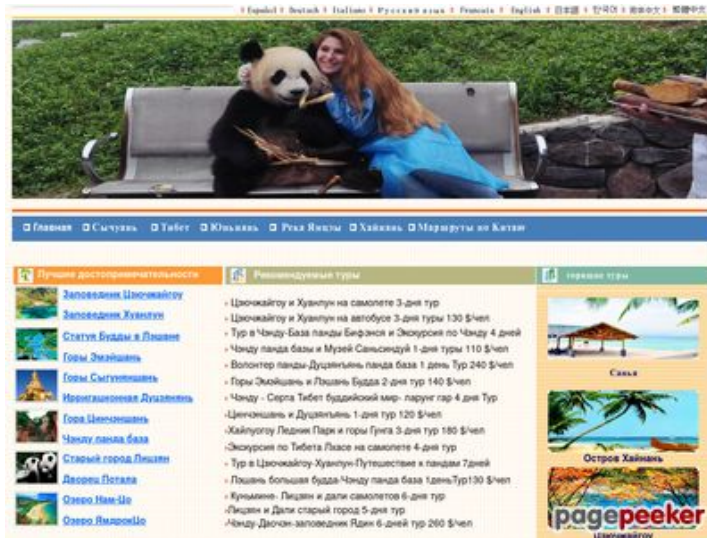 Español Deutsch Italiano Русский язык Francais English 日本語 한국어 简体中文 繁體中文
Главная Сычуань Тибет Юньнань Река Янцзы Хайнань Маршруты по Китаю
Лучшие достопримечательности
Заповедник Цзючжайгоу
Заповедник Хуанлун
Статуя Будды в Лэшане
Горы Эмэйшань
Горы Сыгуняншань
Ирригационная Дуцзянянь
Гора Цинчэншань
Чэнду панда база
Старый город Лицзян
Дворец Потала
Озеро Нам-Цо
Озеро ЯмдрокЦо
Рекомендуемые туры
Цзючжайгоу и Хуанлун на самолете 3-дня тур
Цзючжайгоу и Хуанлун на автобусе 3-дня туры 130 $/чел
Тур в Чэнду-База панды Бифэнся и Экскурсия по Чэнду 4 дней
Чэнду панда базы и Музей Саньсиндуй 1-дня туры 110 $/чел
Волонтер панды-Дуцзянъянь панда база 1 день Тур 240 $/чел
Горы Эмэйшань и Лэшань Будда 2-дня тур 140 $/чел
Чэнду - Серта Тибет буддийский мир- ларунг гар 4 дня Тур
Цинчэншань и Дуцзянъянь 1-дня тур 120 $/чел
Хайлуогоу Ледник Парк и горы Гунга 3-дня тур 180 $/чел
Экскурсия по Тибета Лхасе на самолете 4-дня тур
Тур в Цзючжайгоу-Хуанлун-Путешествие к пандам 7дней
Лэшань большая будда-Чэнду панда база 1деньТур130 $/чел
Куньмине- Лицзян и дали самолетов 6-дня тур
Лицзян и Дали старый город 5-дня тур
Чэнду-Даочэн-заповедник Ядин 6-дней тур 260 $/чел
горящие туры
Санья
Остров Хайнань
Цзючжайгоу
pagepeeker